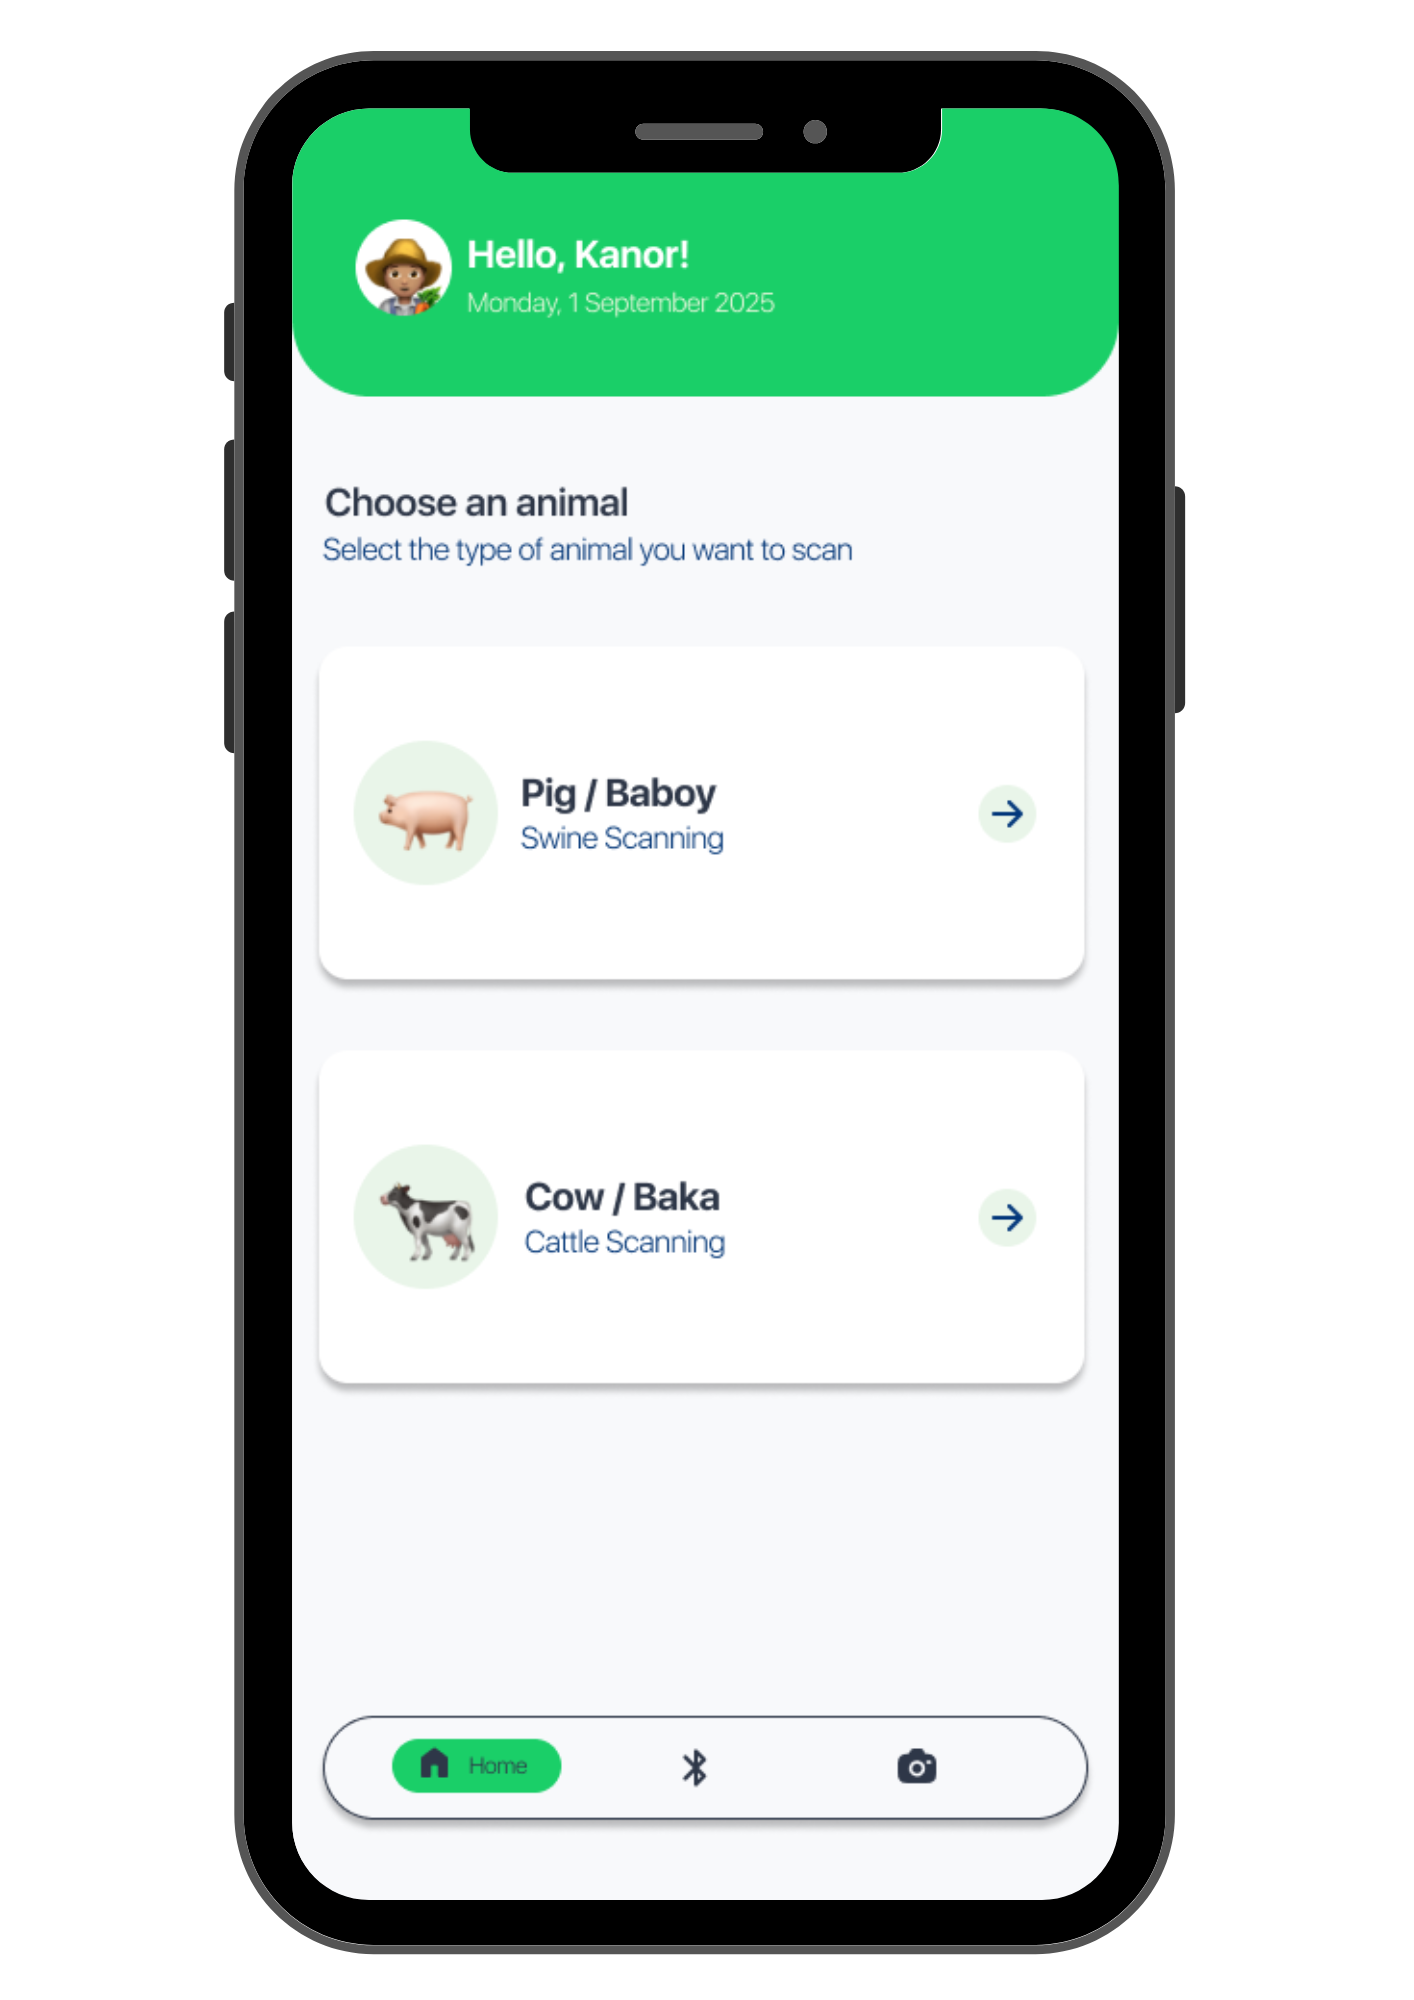 Hello, Kanor!
Monday, 1 September 2025
Choose an animal
Select the type of animal you want to scan
Pig / Baboy
Swine Scanning
Cow / Baka
Cattle Scanning
Home